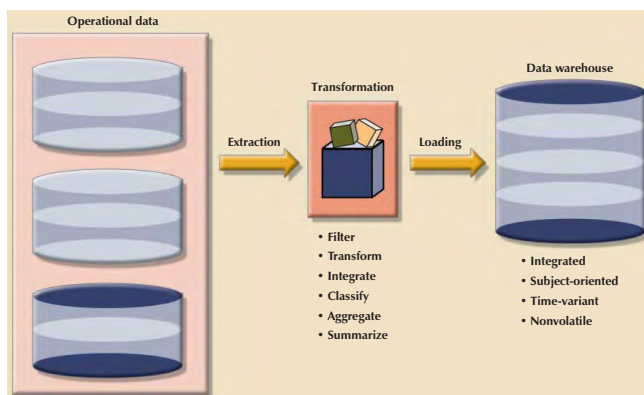 Operational data
Extraction
Transformation
• Filter
• Transform
• Integrate
• Classify
• Aggregate
• Summarize
Loading
Data warehouse
• Integrated
• Subject-oriented
• Time-variant
• Nonvolatile